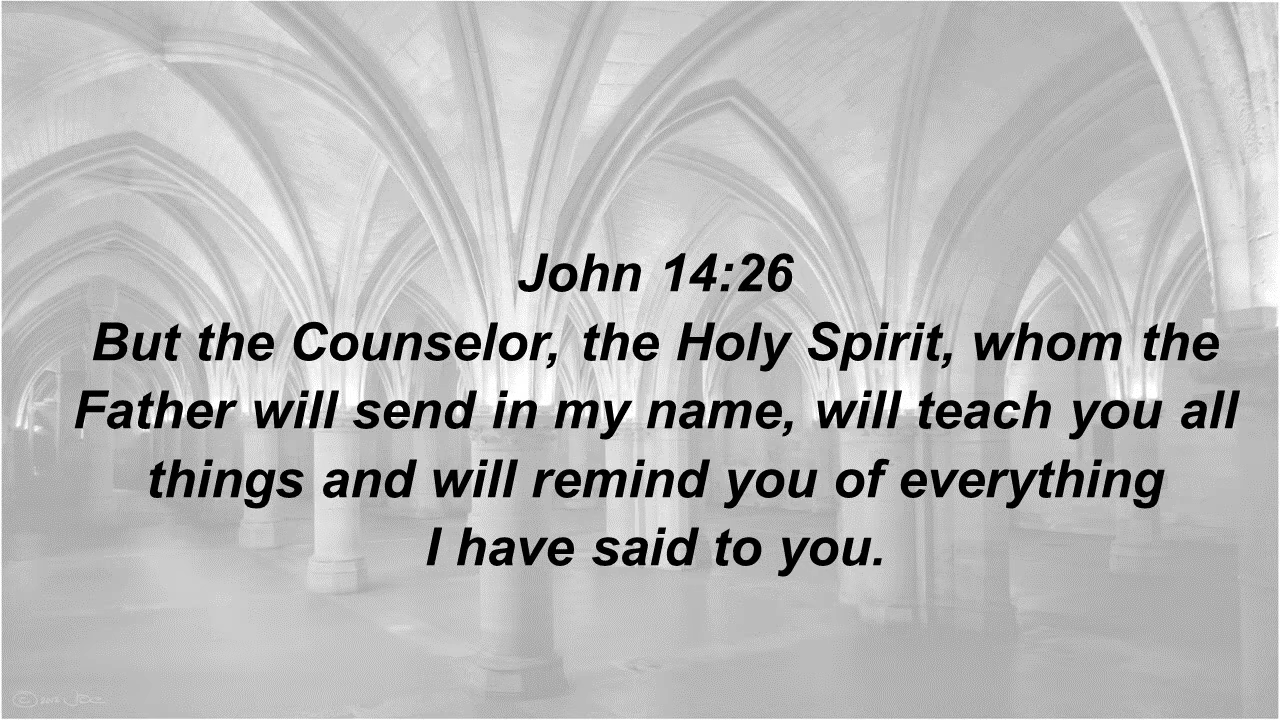 John 14:26
But the Counselor, the Holy Spirit, whom the
Father will send in my name, will teach you all
things and will remind you of everything
I have said to you.